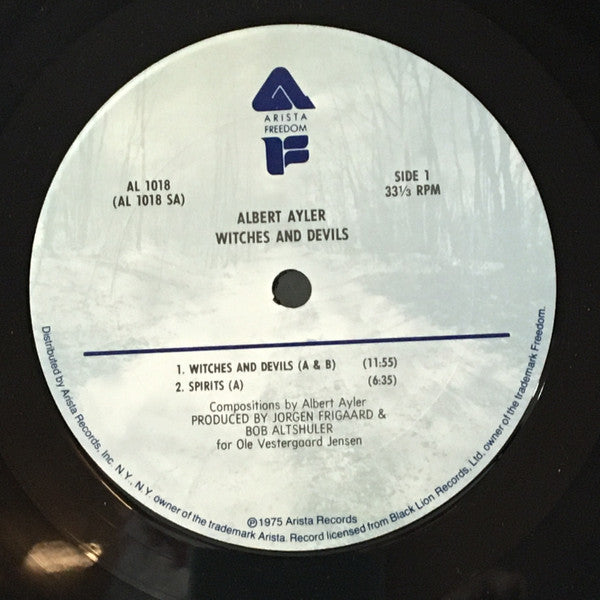 ARISTA
FREEDOM
AL 1018
(AL 1018 SA)
SIDE 1
33⅓ RPM
ALBERT AYLER
WITCHES AND DEVILS
1. WITCHES AND DEVILS (A & B) (11:55)
2. SPIRITS (A) (6:35)
Compositions by Albert Ayler
PRODUCED BY JORGEN FRIGAARD &
BOB ALTSHULER
for Ole Vestergaard Jensen
℗1975 Arista Records
Distributed by Arista Records, Inc. N.Y., N.Y. owner of the trademark Arista. Record licensed from Black Lion Records, Ltd. owner of the trademark Freedom.